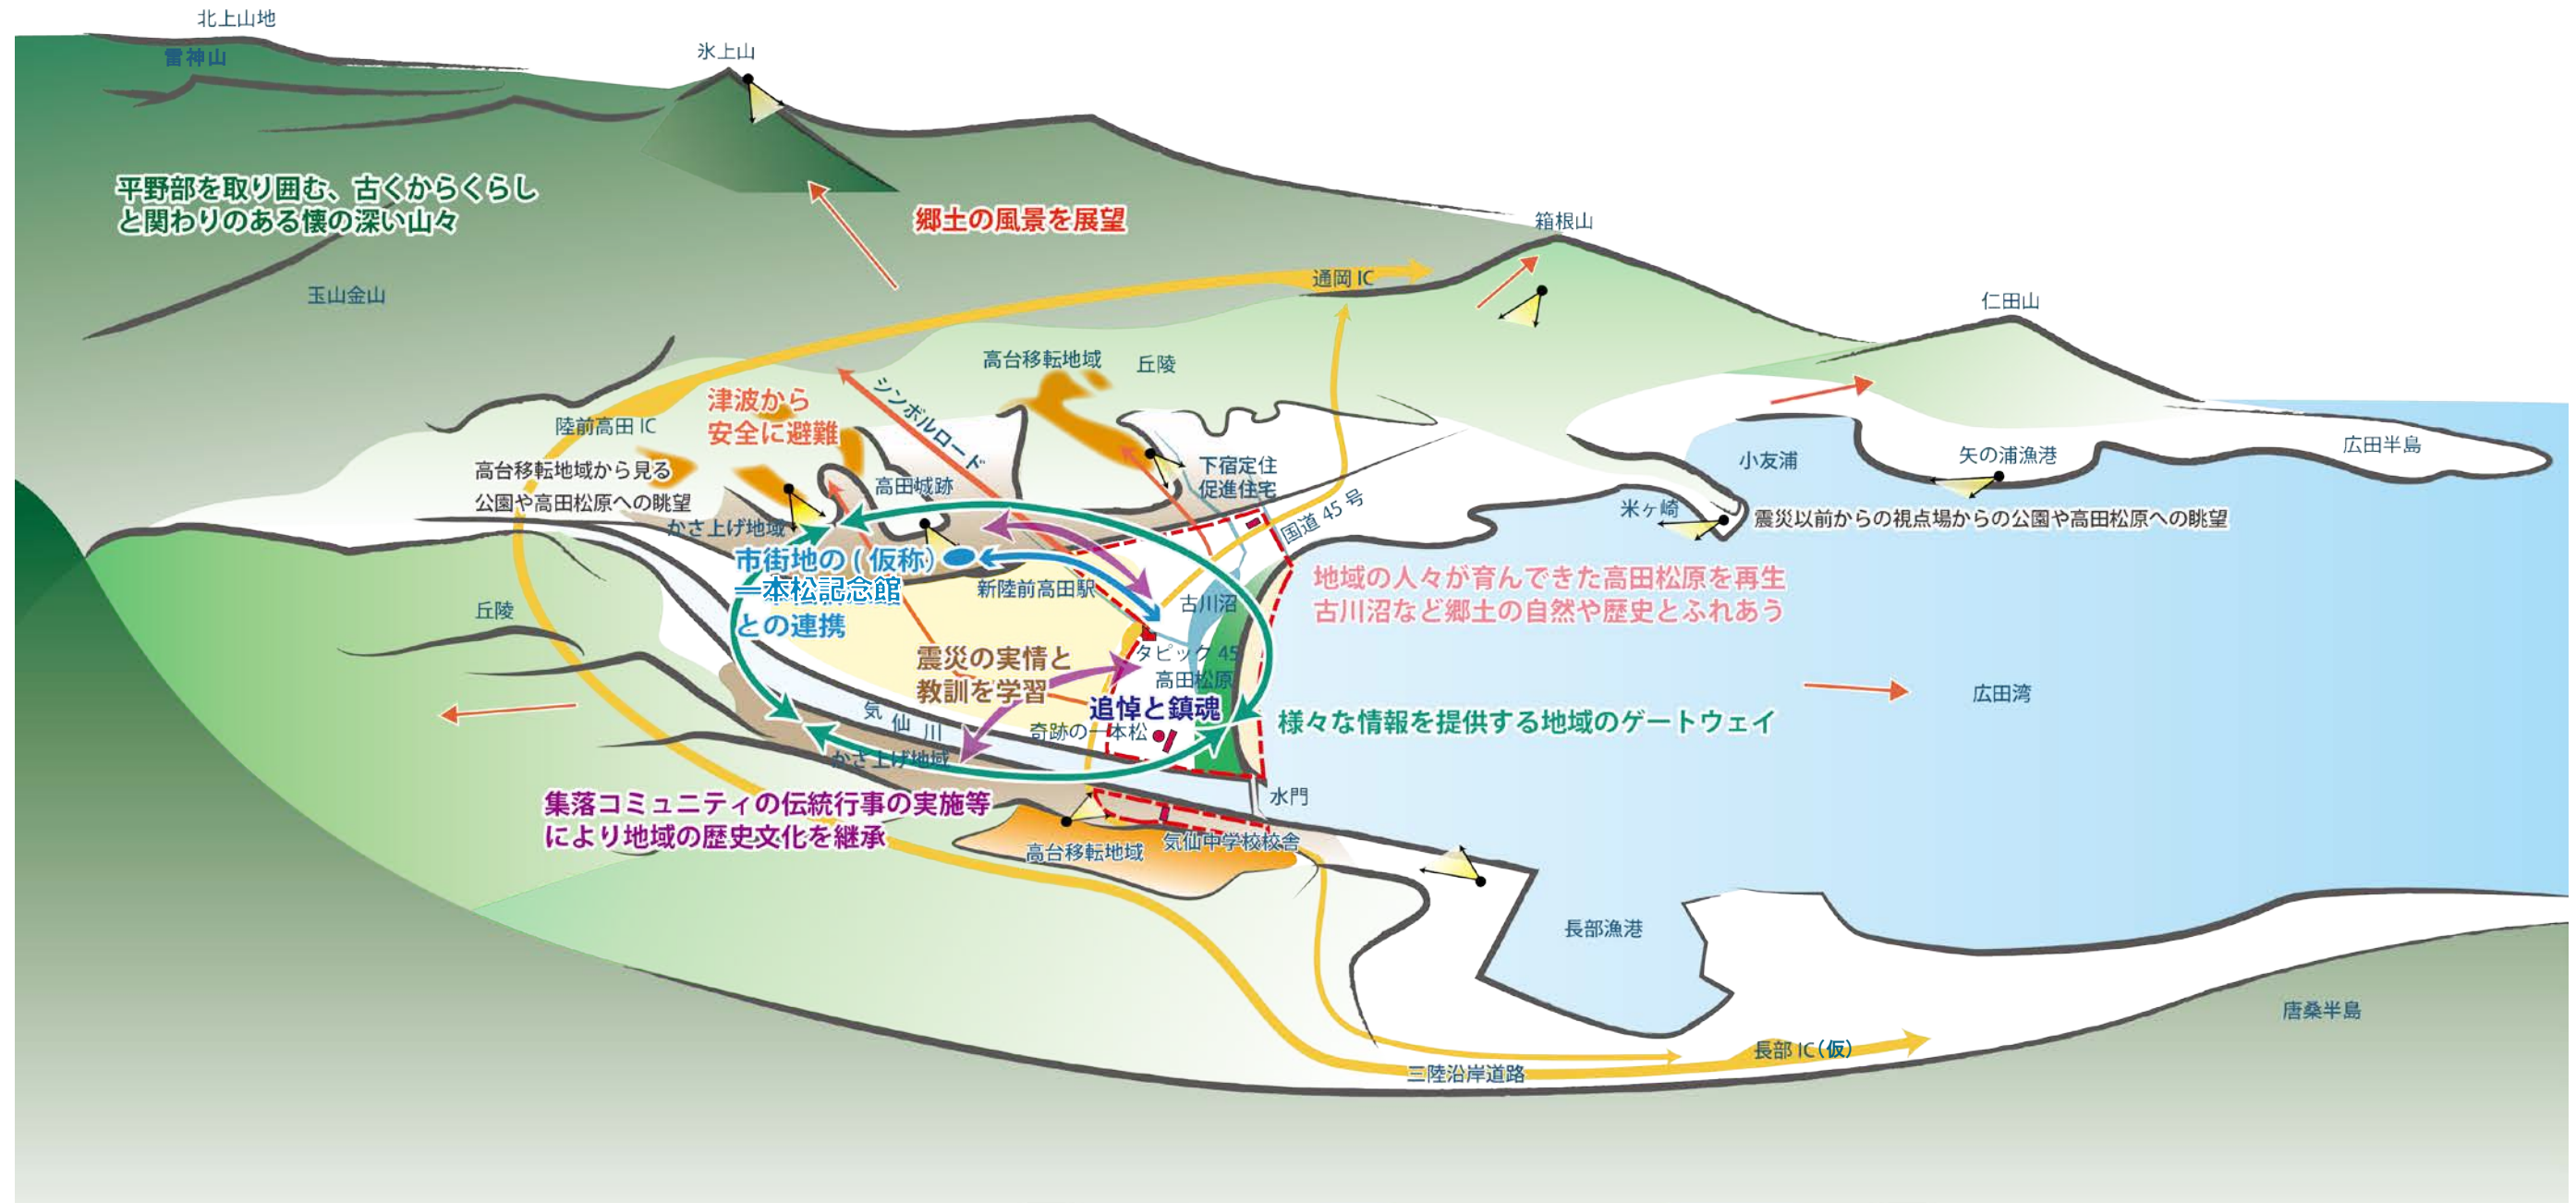 北上山地
雷神山
氷上山
平野部を取り囲む、古くからくらし
と関わりのある懐の深い山々
郷土の風景を展望
箱根山
通岡 IC
玉山金山
仁田山
高台移転地域
丘陵
シンボルロード
津波から
安全に避難
陸前高田 IC
高台移転地域から見る
公園や高田松原への眺望
高田城跡
下宿定住
促進住宅
国道 45 号
小友浦
矢の浦漁港
広田半島
米ヶ崎
震災以前からの視点場からの公園や高田松原への眺望
かさ上げ地域
市街地の ( 仮称)
一本松記念館
との連携
新陸前高田駅
古川沼
地域の人々が育んできた高田松原を再生
古川沼など郷土の自然や歴史とふれあう
丘陵
震災の実情と
教訓を学習
タピック 45
高田松原
追悼と鎮魂
気仙川
奇跡の一本松
様々な情報を提供する地域のゲートウェイ
広田湾
かさ上げ地域
集落コミュニティの伝統行事の実施等
により地域の歴史文化を継承
水門
気仙中学校校舎
高台移転地域
長部漁港
唐桑半島
長部 IC(仮)
三陸沿岸道路